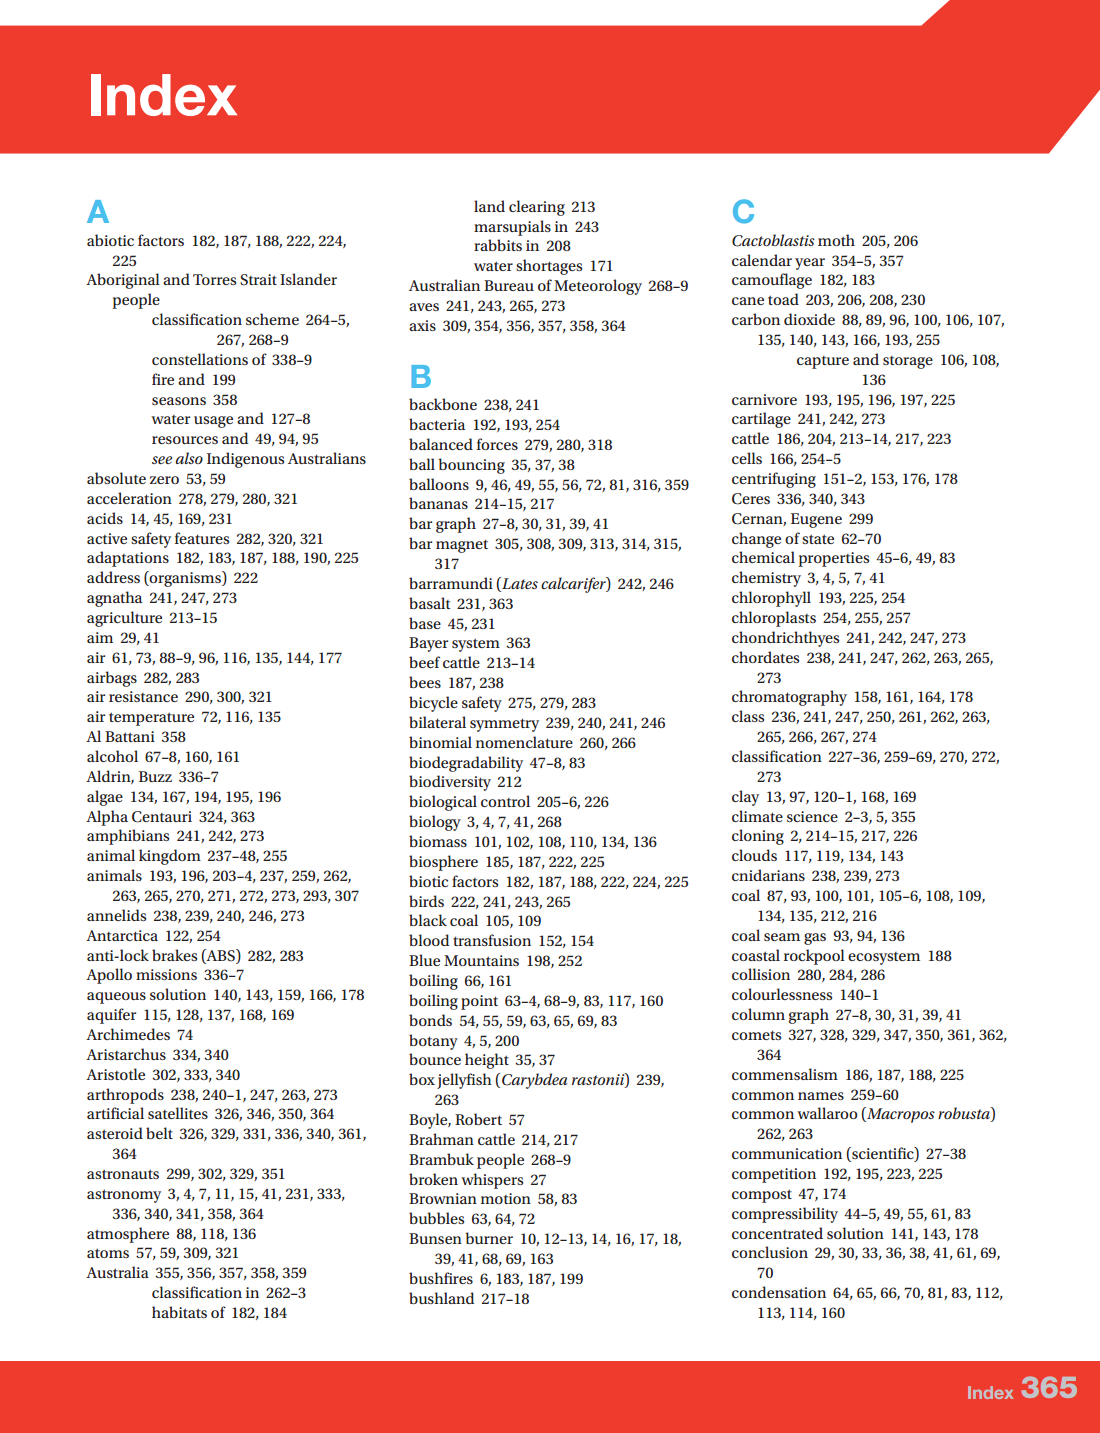 Index
A
abiotic factors 182, 187, 188, 222, 224,
225
Aboriginal and Torres Strait Islander
people
classification scheme 264–5,
267, 268–9
constellations of 338–9
fire and 199
seasons 358
water usage and 127–8
resources and 49, 94, 95
see also Indigenous Australians
absolute zero 53, 59
acceleration 278, 279, 280, 321
acids 14, 45, 169, 231
active safety features 282, 320, 321
adaptations 182, 183, 187, 188, 190, 225
address (organisms) 222
agnatha 241, 247, 273
agriculture 213–15
aim 29, 41
air 61, 73, 88–9, 96, 116, 135, 144, 177
airbags 282, 283
air resistance 290, 300, 321
air temperature 72, 116, 135
Al Battani 358
alcohol 67–8, 160, 161
Aldrin, Buzz 336–7
algae 134, 167, 194, 195, 196
Alpha Centauri 324, 363
amphibians 241, 242, 273
animal kingdom 237–48, 255
animals 193, 196, 203–4, 237, 259, 262,
263, 265, 270, 271, 272, 273, 293, 307
annelids 238, 239, 240, 246, 273
Antarctica 122, 254
anti-lock brakes (ABS) 282, 283
Apollo missions 336–7
aqueous solution 140, 143, 159, 166, 178
aquifer 115, 128, 137, 168, 169
Archimedes 74
Aristarchus 334, 340
Aristotle 302, 333, 340
arthropods 238, 240–1, 247, 263, 273
artificial satellites 326, 346, 350, 364
asteroid belt 326, 329, 331, 336, 340, 361,
364
astronauts 299, 302, 329, 351
astronomy 3, 4, 7, 11, 15, 41, 231, 333,
336, 340, 341, 358, 364
atmosphere 88, 118, 136
atoms 57, 59, 309, 321
Australia 355, 356, 357, 358, 359
classification in 262–3
habitats of 182, 184
land clearing 213
marsupials in 243
rabbits in 208
water shortages 171
Australian Bureau of Meteorology 268–9
aves 241, 243, 265, 273
axis 309, 354, 356, 357, 358, 364
B
backbone 238, 241
bacteria 192, 193, 254
balanced forces 279, 280, 318
ball bouncing 35, 37, 38
balloons 9, 46, 49, 55, 56, 72, 81, 316, 359
bananas 214–15, 217
bar graph 27–8, 30, 31, 39, 41
bar magnet 305, 308, 309, 313, 314, 315,
317
barramundi (Lates calcarifer) 242, 246
basalt 231, 363
base 45, 231
Bayer system 363
beef cattle 213–14
bees 187, 238
bicycle safety 275, 279, 283
bilateral symmetry 239, 240, 241, 246
binomial nomenclature 260, 266
biodegradability 47–8, 83
biodiversity 212
biological control 205–6, 226
biology 3, 4, 7, 41, 268
biomass 101, 102, 108, 110, 134, 136
biosphere 185, 187, 222, 225
biotic factors 182, 187, 188, 222, 224, 225
birds 222, 241, 243, 265
black coal 105, 109
blood transfusion 152, 154
Blue Mountains 198, 252
boiling 66, 161
boiling point 63–4, 68–9, 83, 117, 160
bonds 54, 55, 59, 63, 65, 69, 83
botany 4, 5, 200
bounce height 35, 37
box jellyfish (Carybdea rastonii) 239,
263
Boyle, Robert 57
Brahman cattle 214, 217
Brambuk people 268–9
broken whispers 27
Brownian motion 58, 83
bubbles 63, 64, 72
Bunsen burner 10, 12–13, 14, 16, 17, 18,
39, 41, 68, 69, 163
bushfires 6, 183, 187, 199
bushland 217–18
C
Cactoblastis moth 205, 206
calendar year 354–5, 357
camouflage 182, 183
cane toad 203, 206, 208, 230
carbon dioxide 88, 89, 96, 100, 106, 107,
135, 140, 143, 166, 193, 255
capture and storage 106, 108,
136
carnivore 193, 195, 196, 197, 225
cartilage 241, 242, 273
cattle 186, 204, 213–14, 217, 223
cells 166, 254–5
centrifuging 151–2, 153, 176, 178
Ceres 336, 340, 343
Cernan, Eugene 299
change of state 62–70
chemical properties 45–6, 49, 83
chemistry 3, 4, 5, 7, 41
chlorophyll 193, 225, 254
chloroplasts 254, 255, 257
chondrichthyes 241, 242, 247, 273
chordates 238, 241, 247, 262, 263, 265,
273
chromatography 158, 161, 164, 178
class 236, 241, 247, 250, 261, 262, 263,
265, 266, 267, 274
classification 227–36, 259–69, 270, 272,
273
clay 13, 97, 120–1, 168, 169
climate science 2–3, 5, 355
cloning 2, 214–15, 217, 226
clouds 117, 119, 134, 143
cnidarians 238, 239, 273
coal 87, 93, 100, 101, 105–6, 108, 109,
134, 135, 212, 216
coal seam gas 93, 94, 136
coastal rockpool ecosystem 188
collision 280, 284, 286
colourlessness 140–1
column graph 27–8, 30, 31, 39, 41
comets 327, 328, 329, 347, 350, 361, 362,
364
commensalism 186, 187, 188, 225
common names 259–60
common wallaroo (Macropos robusta)
262, 263
communication (scientific) 27–38
competition 192, 195, 223, 225
compost 47, 174
compressibility 44–5, 49, 55, 61, 83
concentrated solution 141, 143, 178
conclusion 29, 30, 33, 36, 38, 41, 61, 69,
70
condensation 64, 65, 66, 70, 81, 83, 112,
113, 114, 160
Index 365